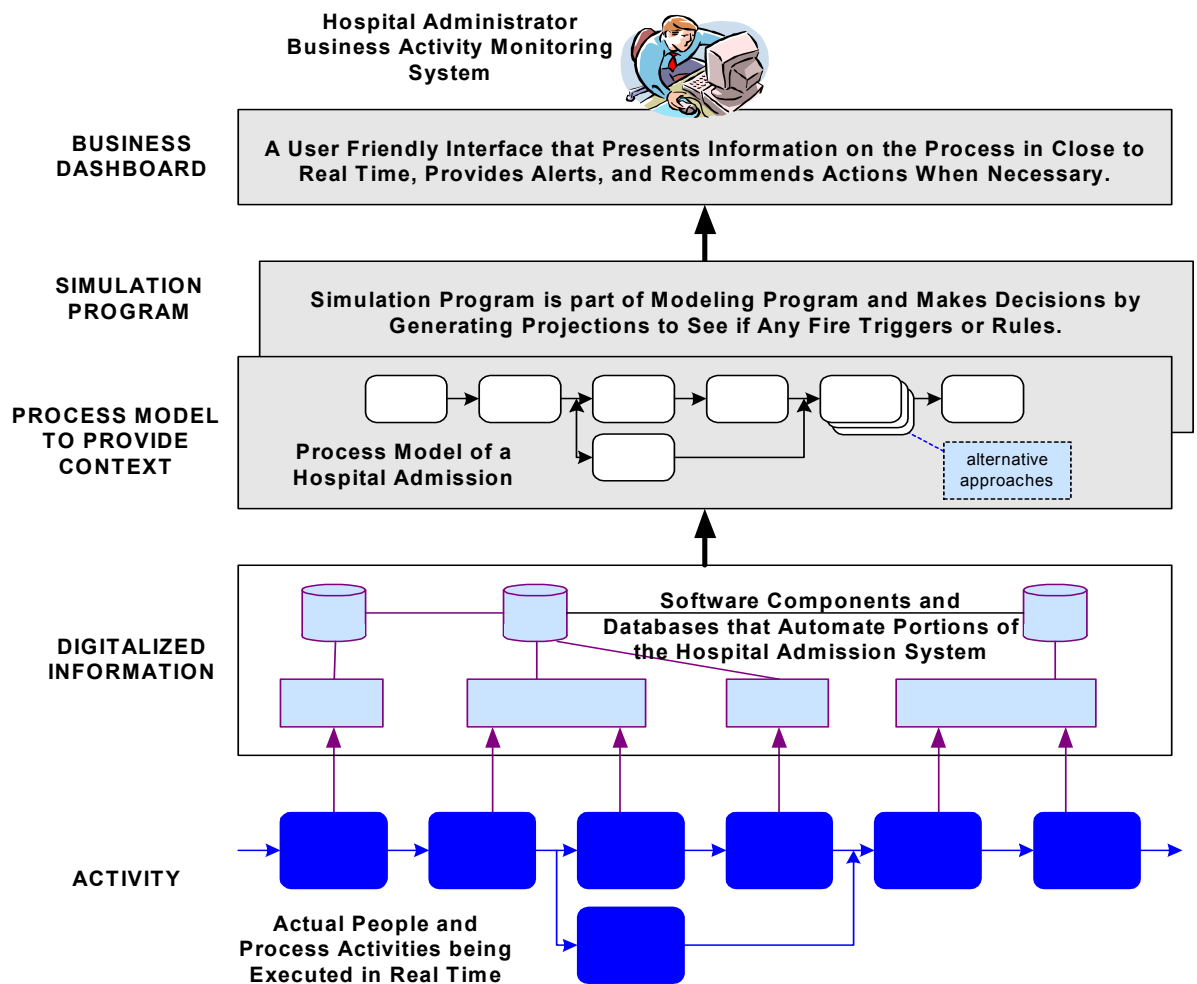 Hospital Administrator
Business Activity Monitoring
System
BUSINESS
DASHBOARD
A User Friendly Interface that Presents Information on the Process in Close to
Real Time, Provides Alerts, and Recommends Actions When Necessary.
SIMULATION
PROGRAM
Simulation Program is part of Modeling Program and Makes Decisions by
Generating Projections to See if Any Fire Triggers or Rules.
PROCESS MODEL
TO PROVIDE
CONTEXT
Process Model of a
Hospital Admission
alternative
approaches
DIGITALIZED
INFORMATION
Software Components and
Databases that Automate Portions of
the Hospital Admission System
ACTIVITY
Actual People and
Process Activities being
Executed in Real Time